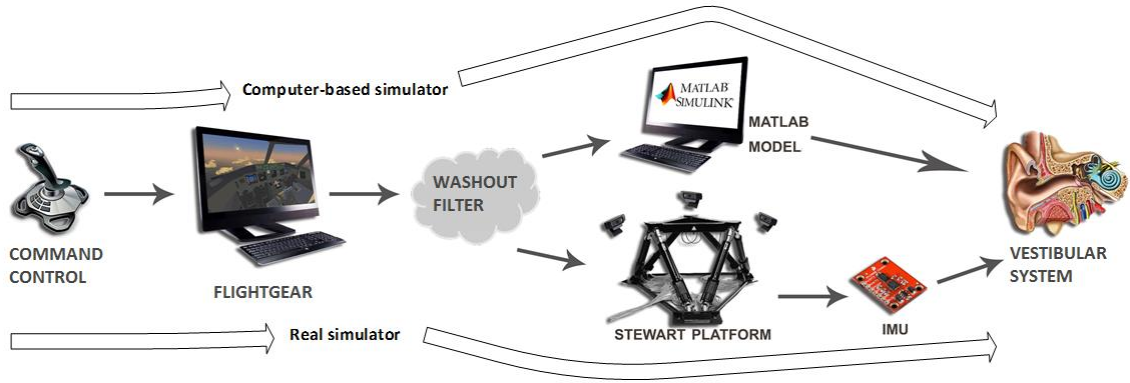 Computer-based simulator
MATLAB
SIMULINK
MATLAB
MODEL
WASHOUT
FILTER
COMMAND
CONTROL
FLIGHTGEAR
VESTIBULAR
SYSTEM
STEWART PLATFORM
IMU
Real simulator